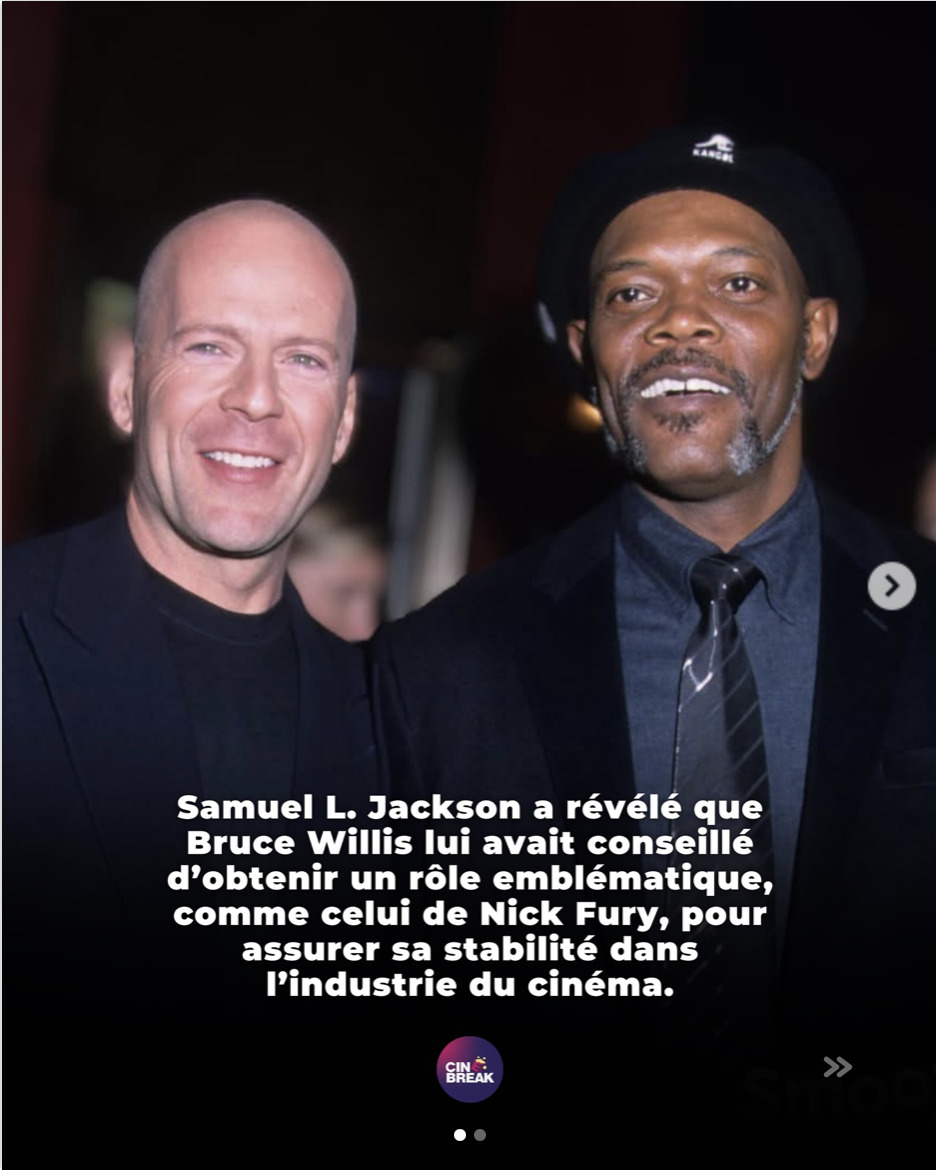 KANGOL
Samuel L. Jackson a révélé que
Bruce Willis lui avait conseillé
d’obtenir un rôle emblématique,
comme celui de Nick Fury, pour
assurer sa stabilité dans
l’industrie du cinéma.
CIN
BREAK
Smoo